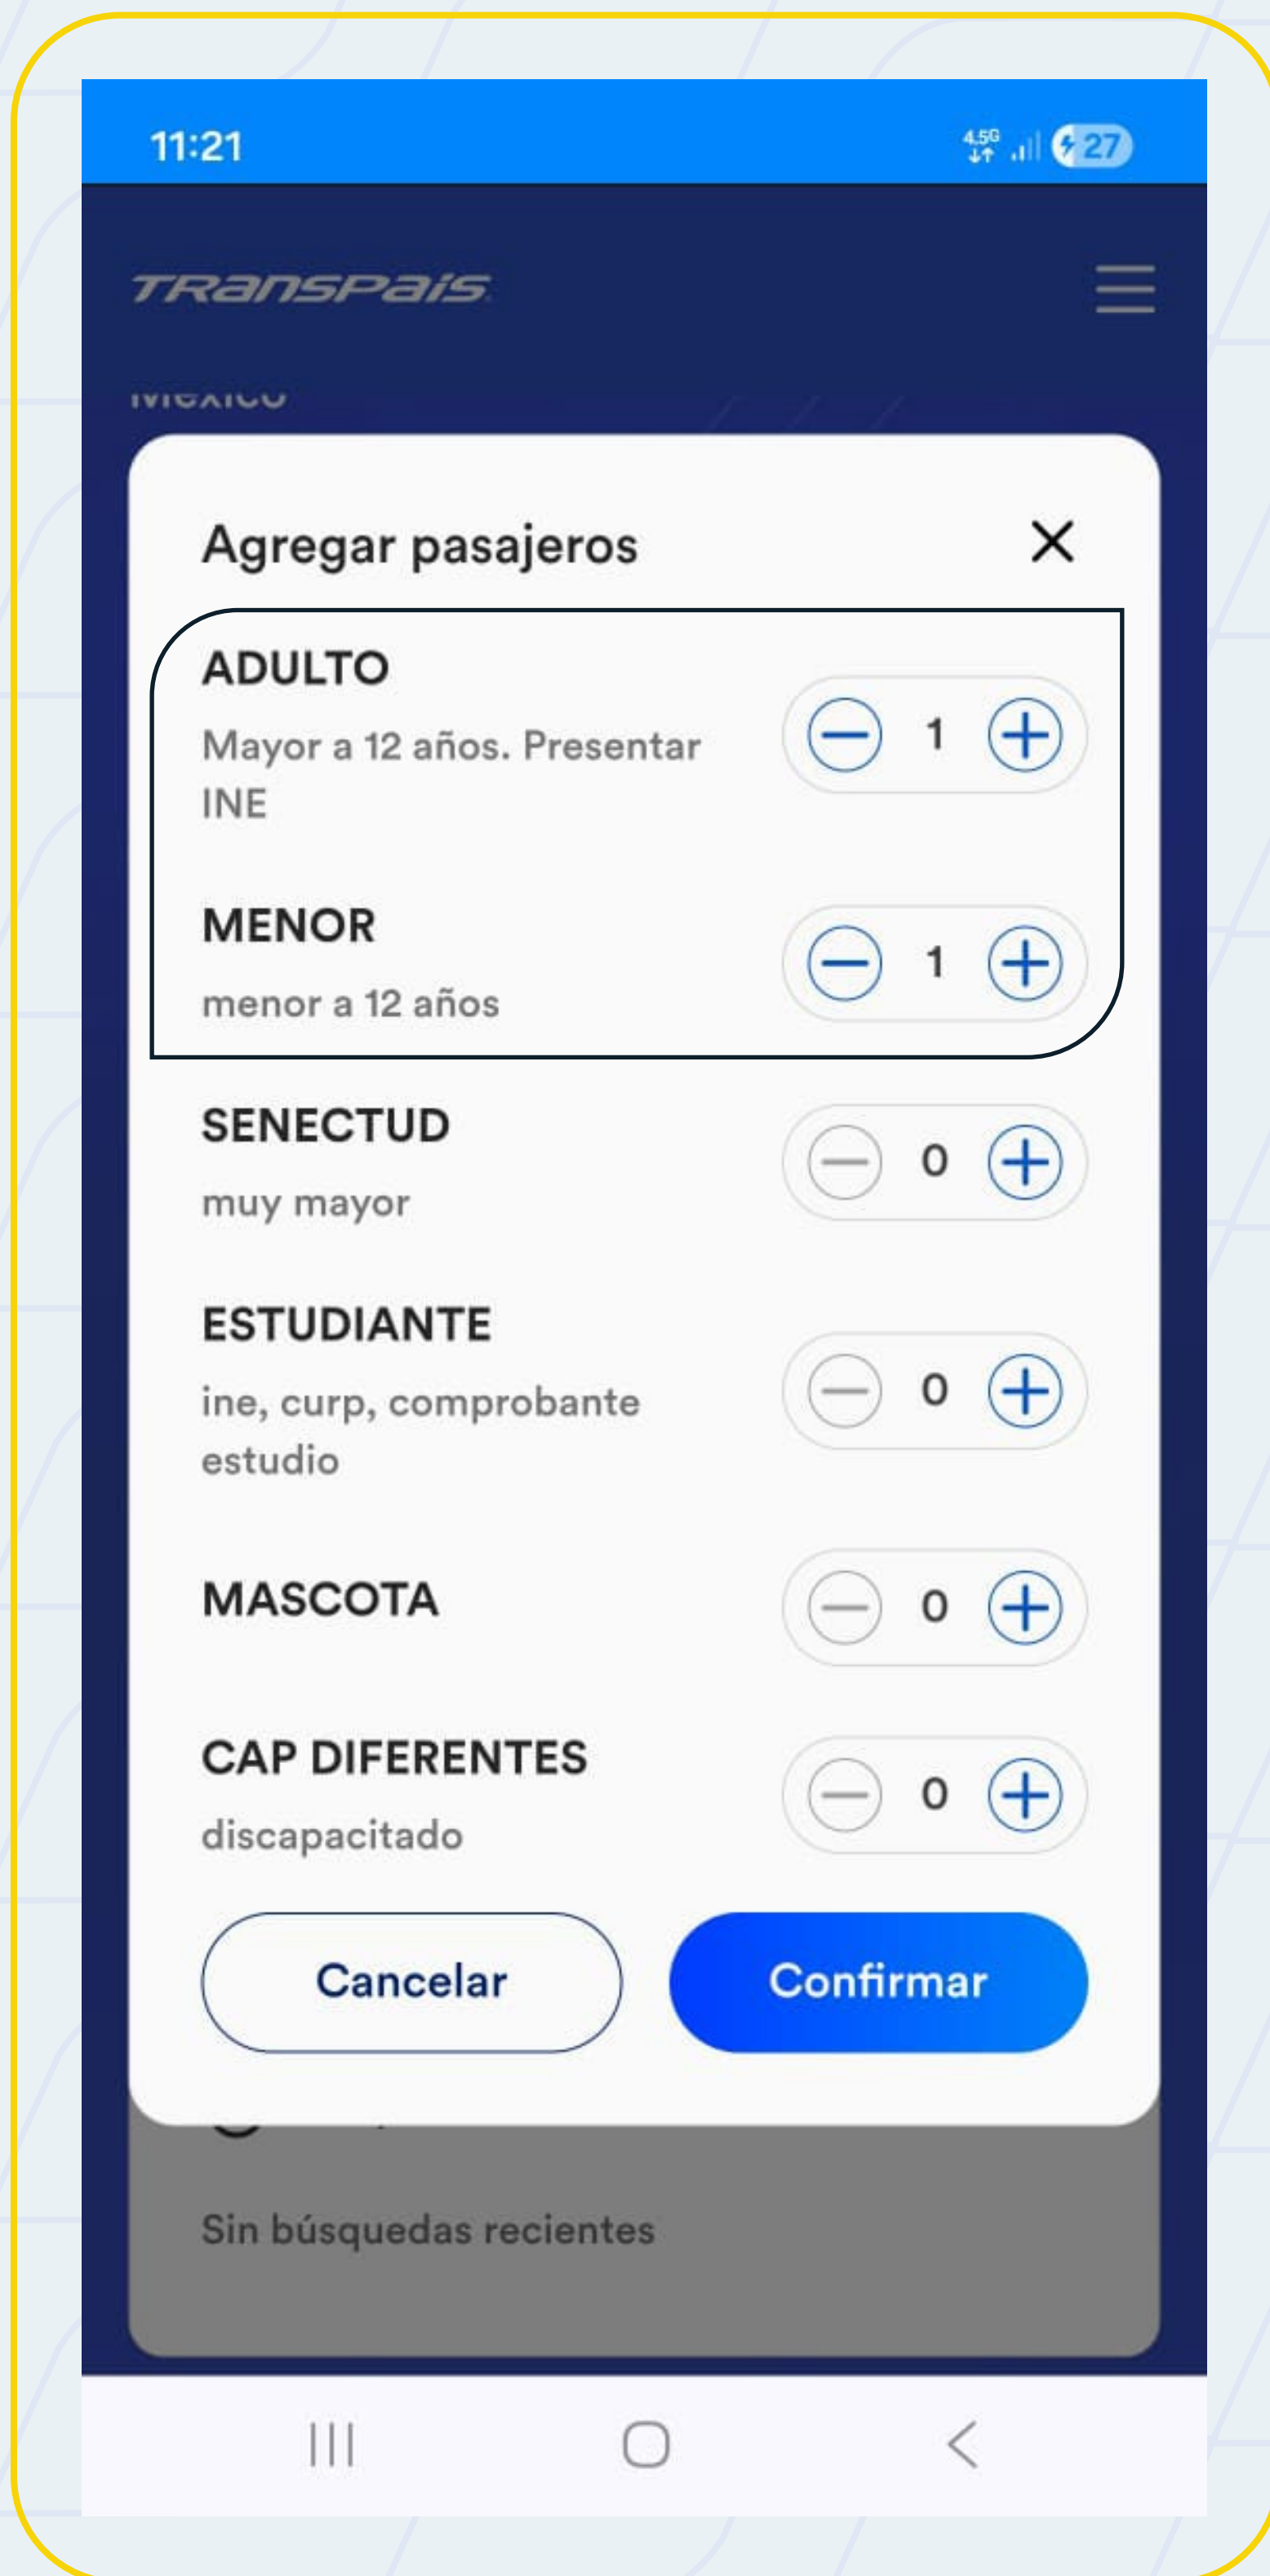 11:21
4.5G
27
TRANSPAIS
México
Agregar pasajeros
ADULTO
Mayor a 12 años. Presentar
INE
1
MENOR
menor a 12 años
1
SENECTUD
muy mayor
0
ESTUDIANTE
ine, curp, comprobante
estudio
0
MASCOTA
0
CAP DIFERENTES
discapacitado
0
Cancelar
Confirmar
Sin búsquedas recientes